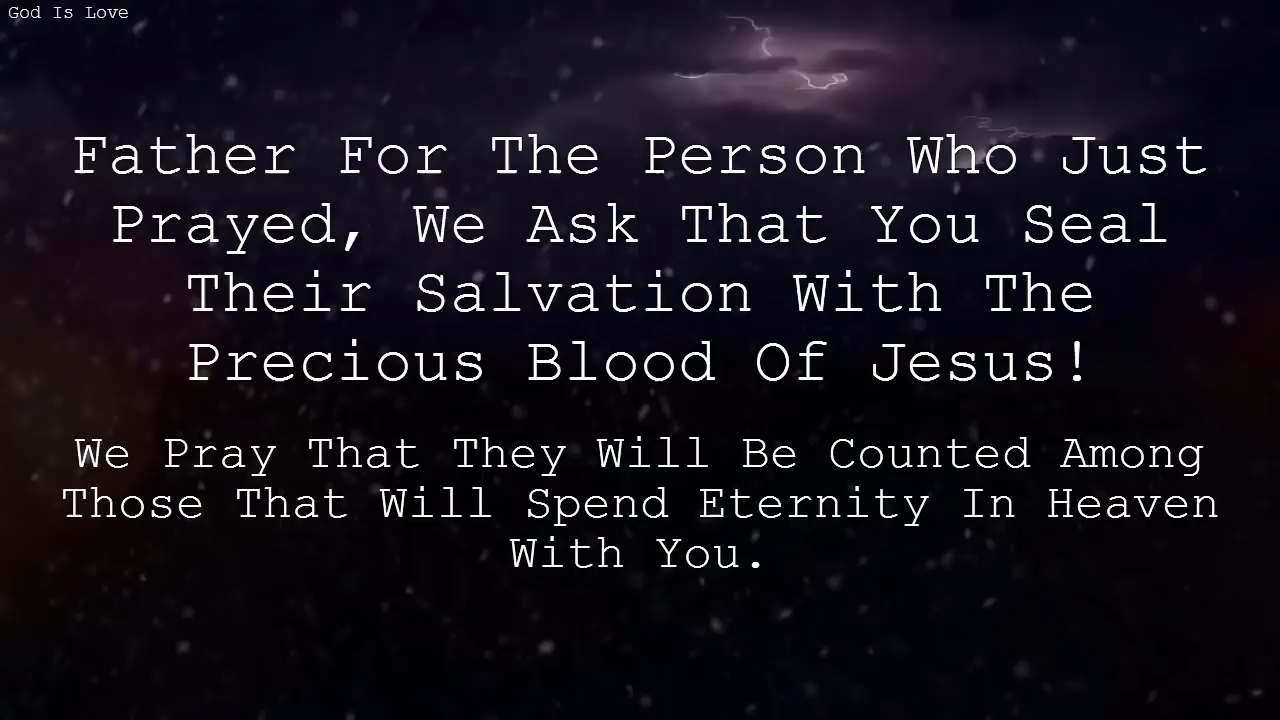 God Is Love
Father For The Person Who Just
Prayed, We Ask That You Seal
Their Salvation With The
Precious Blood Of Jesus!
We Pray That They Will Be Counted Among
Those That Will Spend Eternity In Heaven
With You.